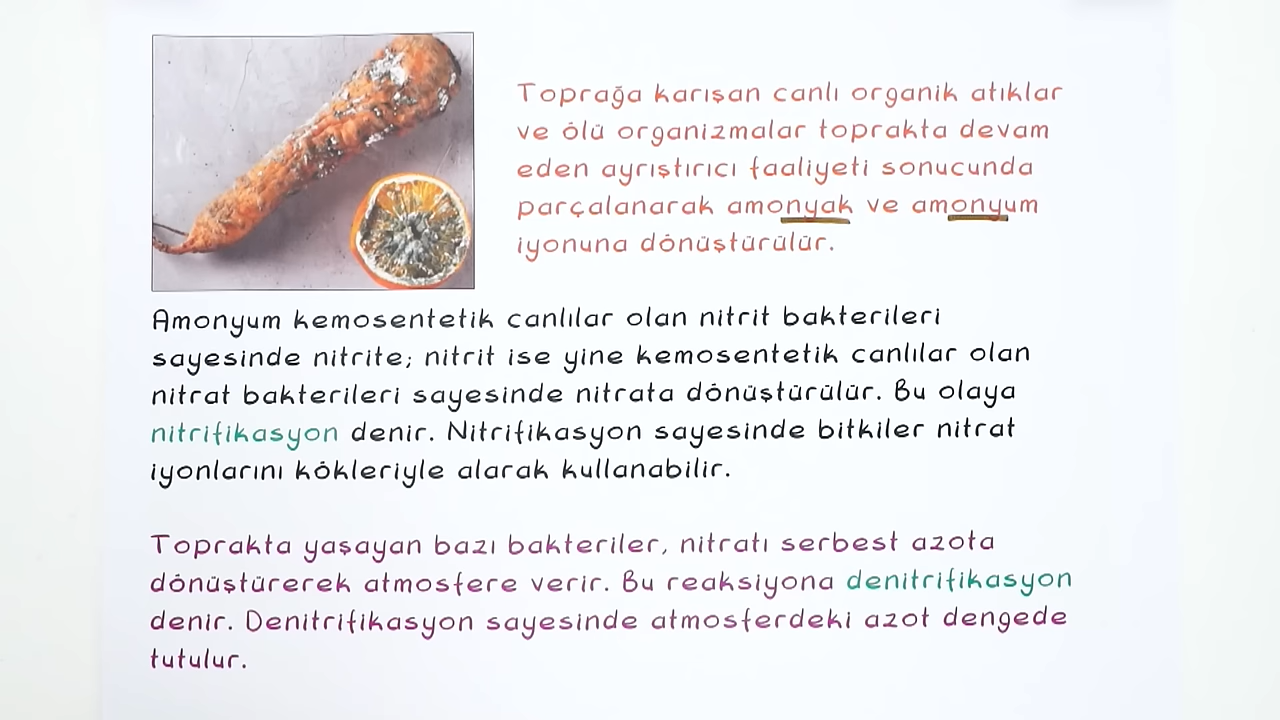 Toprağa karışan canlı organik atıklar
ve ölü organizmalar toprakta devam
eden ayrıştırıcı faaliyeti sonucunda
parçalanarak amonyak ve amonyum
iyonuna dönüştürülür.
Amonyum kemosentetik canlılar olan nitrit bakterileri
sayesinde nitrite; nitrit ise yine kemosentetik canlılar olan
nitrat bakterileri sayesinde nitrata dönüştürülür. Bu olaya
nitrifikasyon denir. Nitrifikasyon sayesinde bitkiler nitrat
iyonlarını kökleriyle alarak kullanabilir.
Toprakta yaşayan bazı bakteriler, nitratı serbest azota
dönüştürerek atmosfere verir. Bu reaksiyona denitrifikasyon
denir. Denitrifikasyon sayesinde atmosferdeki azot dengede
tutulur.